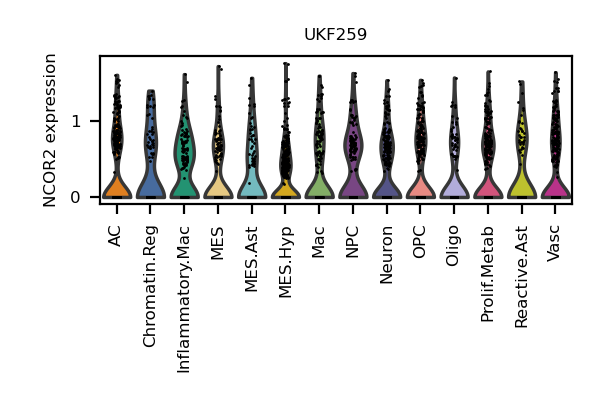 UKF259
NCOR2 expression
1
0
AC
Chromatin.Reg
Inflammatory.Mac
MES
MES.Ast
MES.Hyp
Mac
NPC
Neuron
OPC
Oligo
Prolif.Metab
Reactive.Ast
Vasc